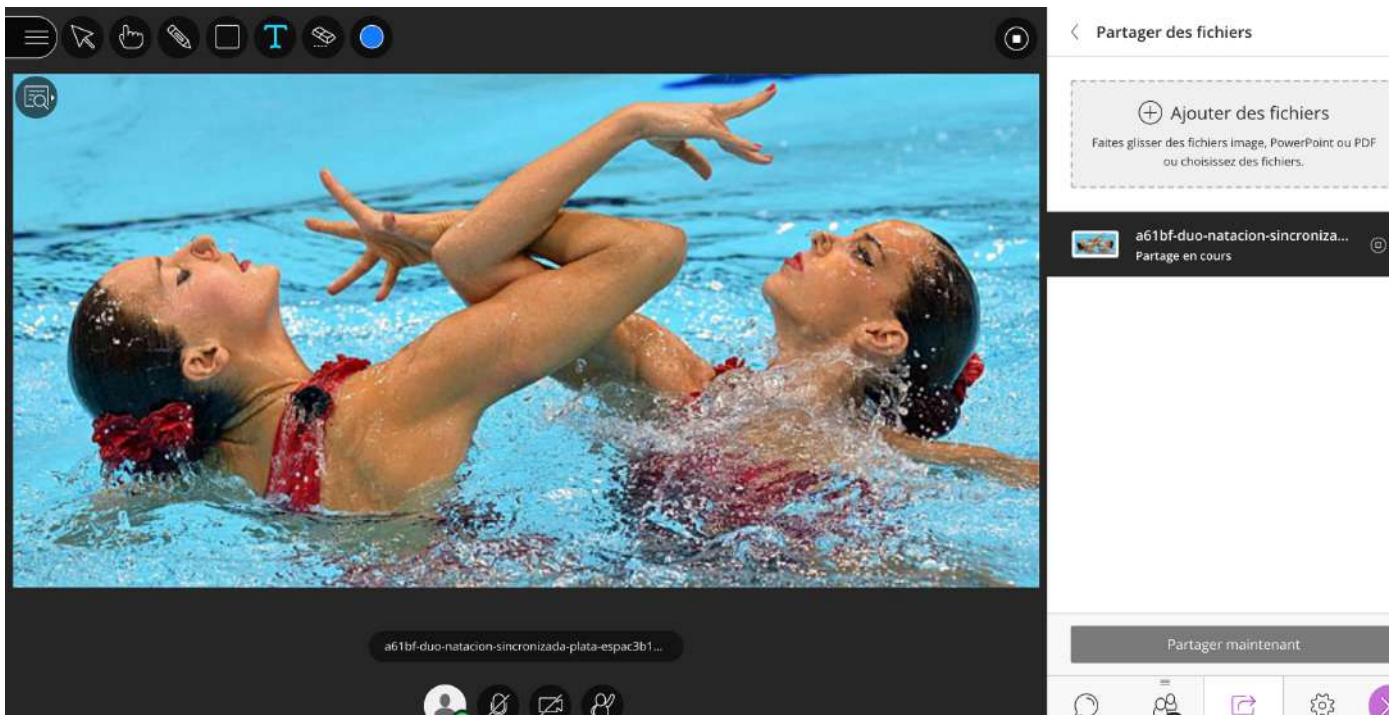 T
Partager des fichiers
Ajouter des fichiers
Faites glisser des fichiers image, PowerPoint ou PDF
ou choisissez des fichiers.
a61bf-duo-natacion-sincroniza...
Partage en cours
a61bf-duo-natacion-sincronizada-plata-espac3b1...
Partager maintenant